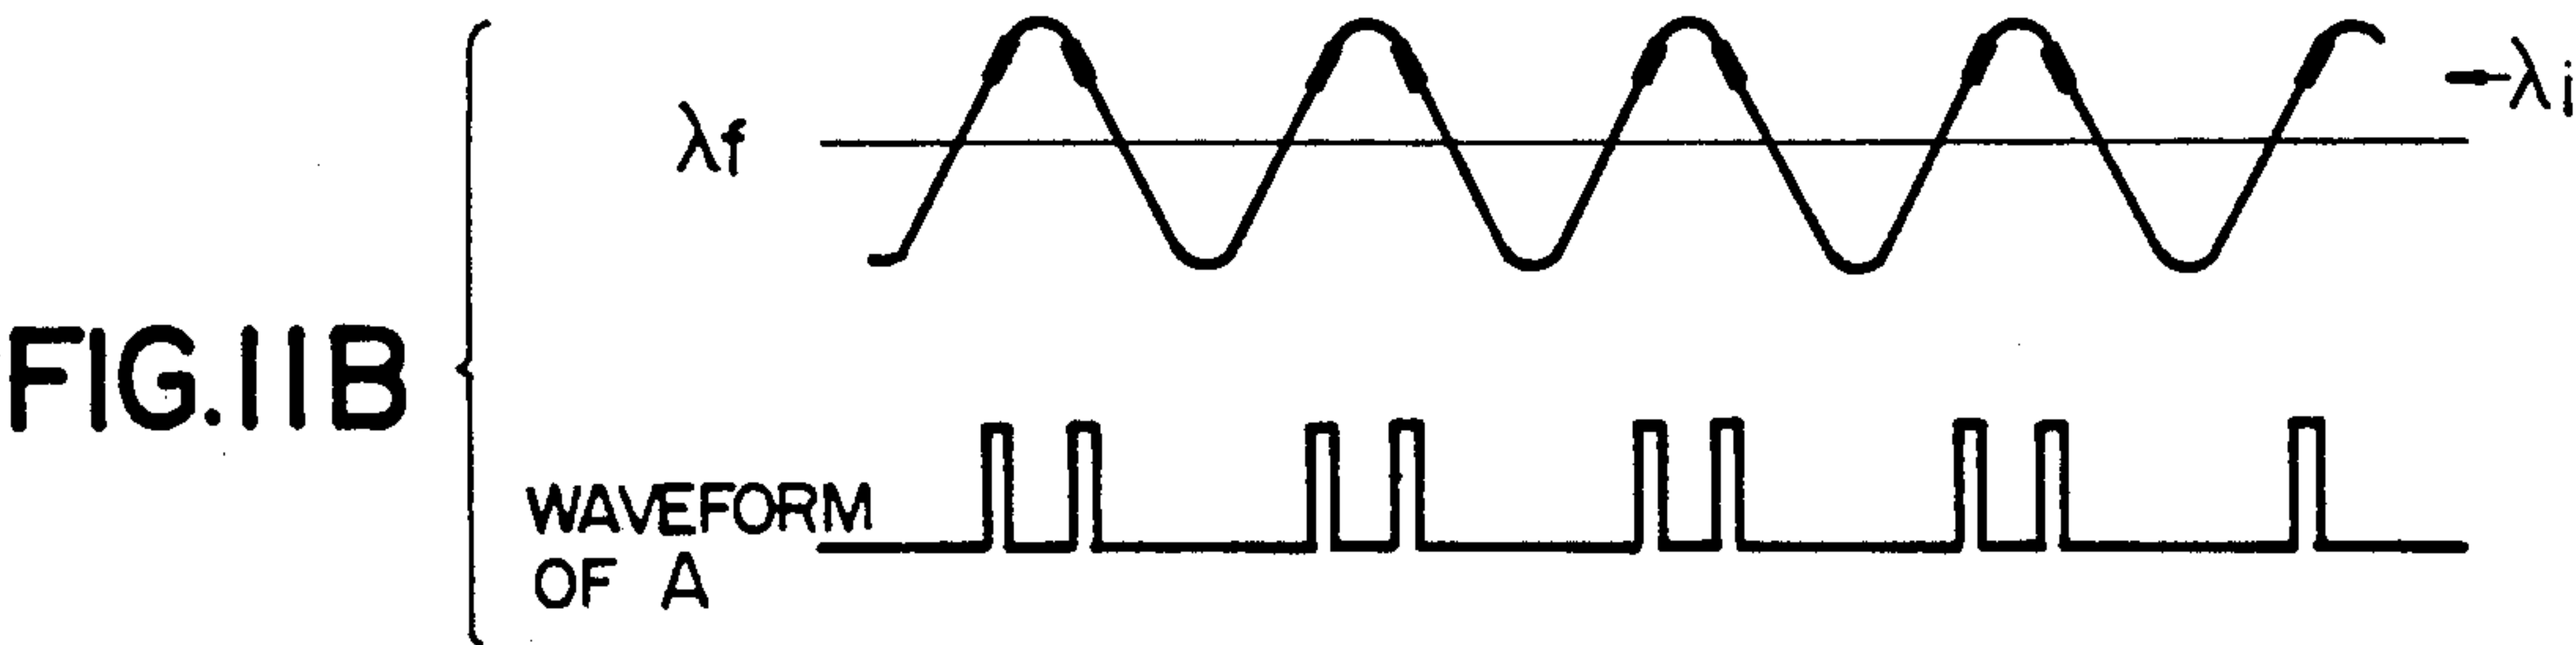 FIG.11B
λf
λi
WAVEFORM
OF A